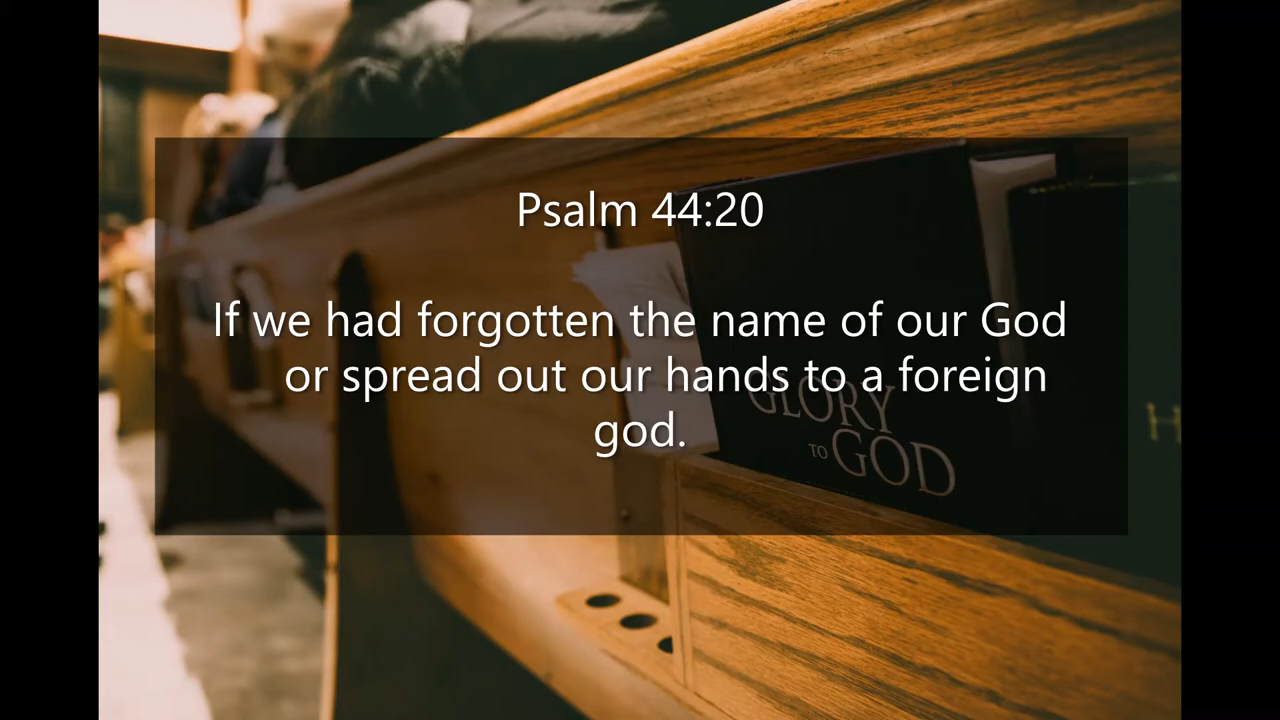 Psalm 44:20
If we had forgotten the name of our God
or spread out our hands to a foreign
god.
GLORY
TO GOD
H